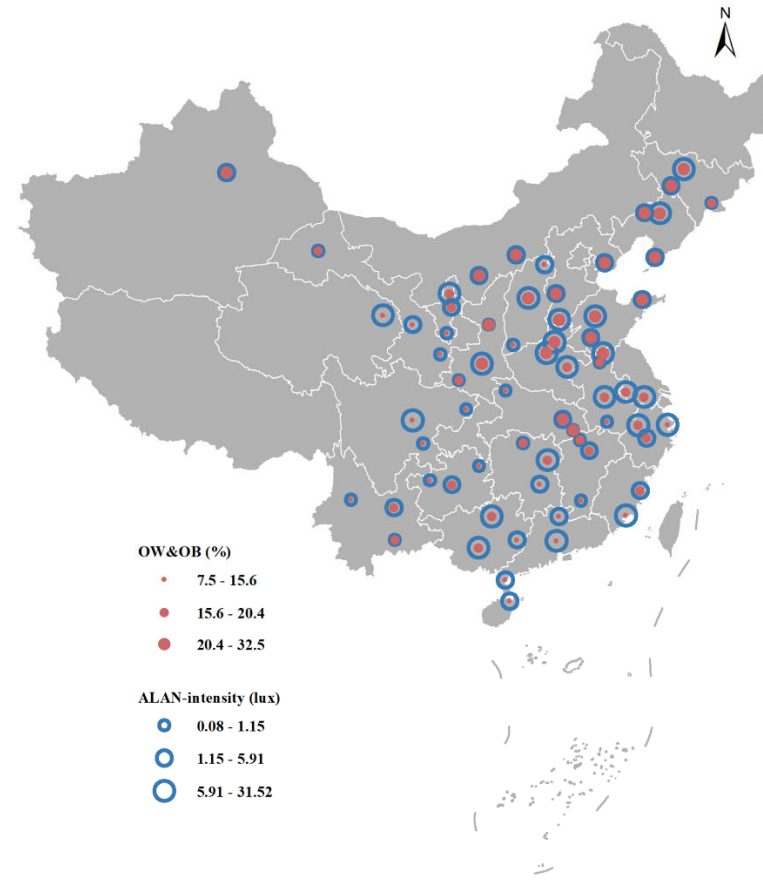 N
OW&OB (%)
7.5 - 15.6
15.6 - 20.4
20.4 - 32.5
ALAN-intensity (lux)
0.08 - 1.15
1.15 - 5.91
5.91 - 31.52